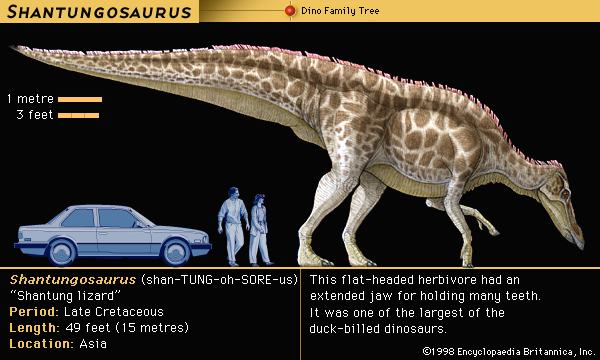 SHANTUNGOSAURUS
Dino Family Tree
1 metre
3 feet
Shantungosaurus (shan-TUNG-oh-SORE-us)
“Shantung lizard”
Period: Late Cretaceous
Length: 49 feet (15 metres)
Location: Asia
This flat-headed herbivore had an
extended jaw for holding many teeth.
It was one of the largest of the
duck-billed dinosaurs.
©1998 Encyclopaedia Britannica, Inc.